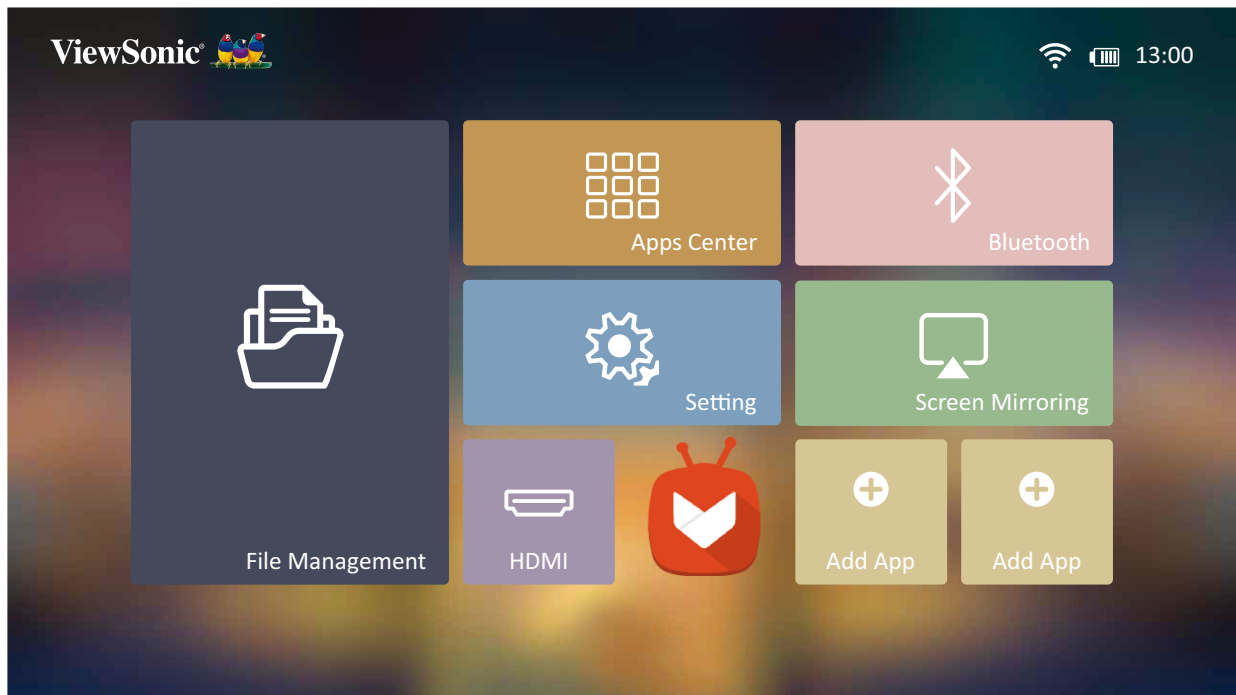 ViewSonic®
13:00
Apps Center
Bluetooth
Setting
Screen Mirroring
File Management
HDMI
Add App
Add App